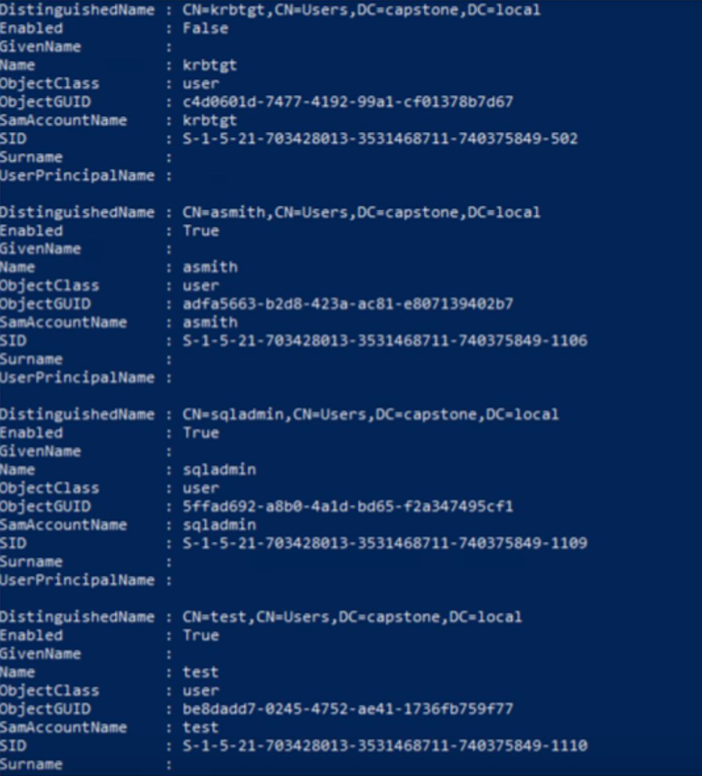 DistinguishedName : CN=krbtgt,CN=Users,DC=capstone,DC=local
Enabled : False
GivenName :
Name : krbtgt
ObjectClass : user
ObjectGUID : c4d0601d-7477-4192-99a1-cf01378b7d67
SamAccountName : krbtgt
SID : S-1-5-21-703428013-3531468711-740375849-502
Surname :
UserPrincipalName :
DistinguishedName : CN=asmith,CN=Users,DC=capstone,DC=local
Enabled : True
GivenName :
Name : asmith
ObjectClass : user
ObjectGUID : adfa5663-b2d8-423a-ac81-e807139402b7
SamAccountName : asmith
SID : S-1-5-21-703428013-3531468711-740375849-1106
Surname :
UserPrincipalName :
DistinguishedName : CN=sqladmin,CN=Users,DC=capstone,DC=local
Enabled : True
GivenName :
Name : sqladmin
ObjectClass : user
ObjectGUID : 5ffad692-a8b0-4a1d-bd65-f2a347495cf1
SamAccountName : sqladmin
SID : S-1-5-21-703428013-3531468711-740375849-1109
Surname :
UserPrincipalName :
DistinguishedName : CN=test,CN=Users,DC=capstone,DC=local
Enabled : True
GivenName :
Name : test
ObjectClass : user
ObjectGUID : be8dadd7-0245-4752-ae41-1736fb759f77
SamAccountName : test
SID : S-1-5-21-703428013-3531468711-740375849-1110
Surname :